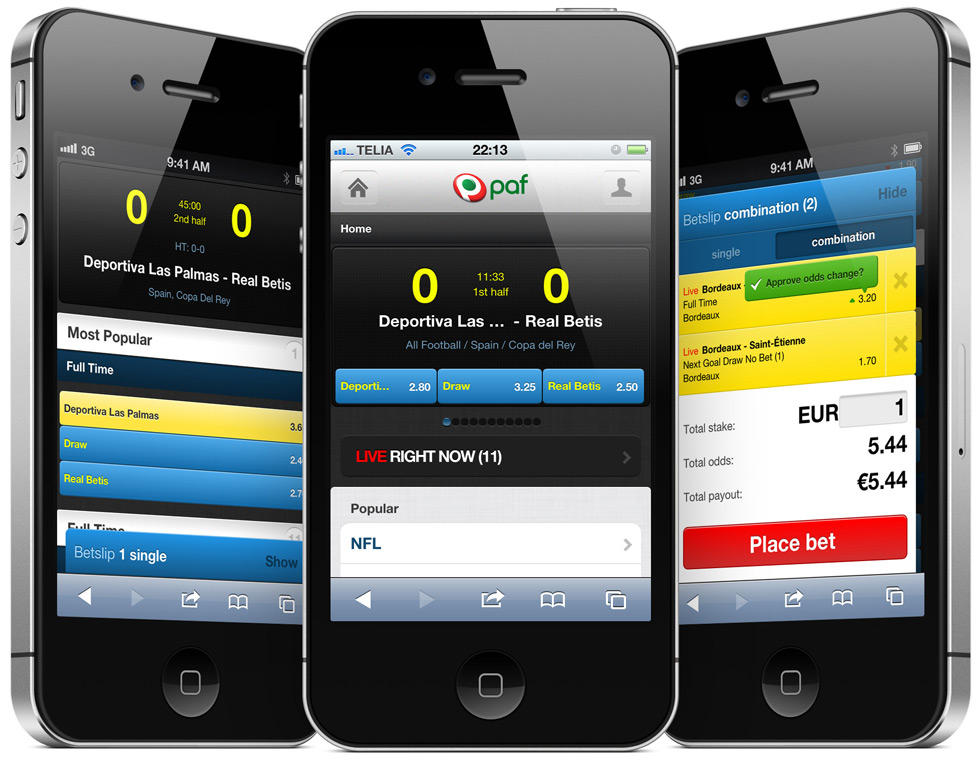 3G
9:41 AM
0
45:00
2nd half
0
HT: 0-0
Deportiva Las Palmas - Real Betis
Spain, Copa Del Rey
Most Popular
1
Full Time
Deportiva Las Palmas
3.6
Draw
2.4
Real Betis
2.7
Full Time
11
Betslip 1 single
Show
TELIA
22:13
paf
Home
0
11:33
1st half
0
Deportiva Las ... - Real Betis
All Football / Spain / Copa del Rey
Deporti... 2.80
Draw 3.25
Real Betis 2.50
LIVE RIGHT NOW (11)
Popular
NFL
3G
9:41 AM
1.90
Betslip combination (2)
Hide
single
combination
Live Bordeaux -
Approve odds change?
Full Time
3.20
Bordeaux
Live Bordeaux - Saint-Étienne
Next Goal Draw No Bet (1)
1.70
Bordeaux
Total stake: EUR 1
Total odds: 5.44
Total payout: €5.44
Place bet